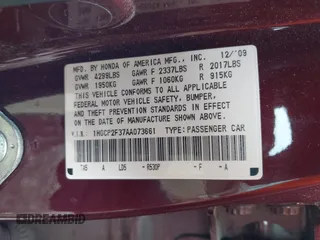 MFD. BY HONDA OF AMERICA MFG., INC. 12/'09
GVWR 4299LBS GAWR F 2337LBS R 2017LBS
GVWR 1950KG GAWR F 1060KG R 915KG
THIS VEHICLE CONFORMS TO ALL APPLICABLE
FEDERAL MOTOR VEHICLE SAFETY, BUMPER,
AND THEFT PREVENTION STANDARDS IN EFFECT ON
THE DATE OF MANUFACTURE SHOWN ABOVE.
V.I.N. : 1HGCP2F37AA073661 TYPE:PASSENGER CAR
A R530P - F - A
© DREAMBID